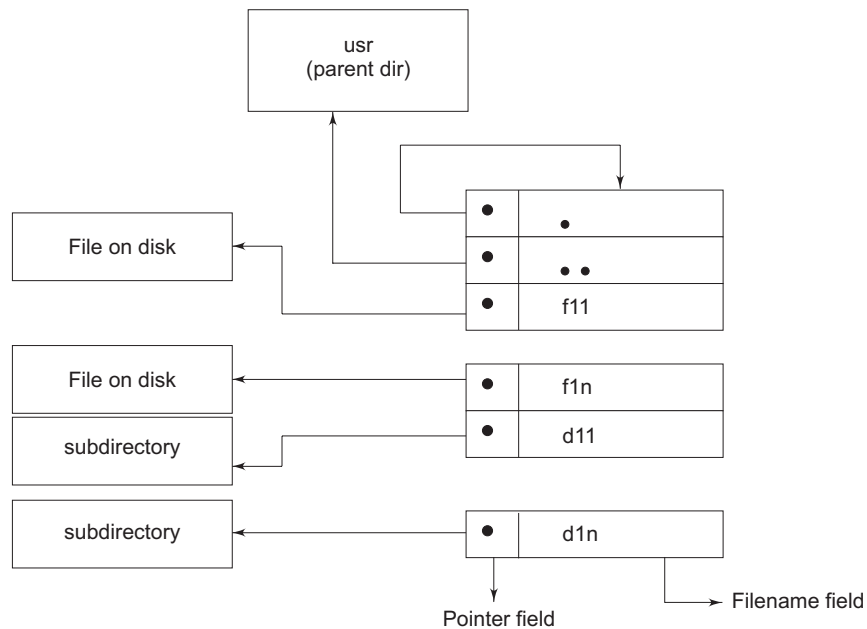 usr
(parent dir)
.
File on disk
..
f11
File on disk
f1n
subdirectory
d11
subdirectory
d1n
Filename field
Pointer field